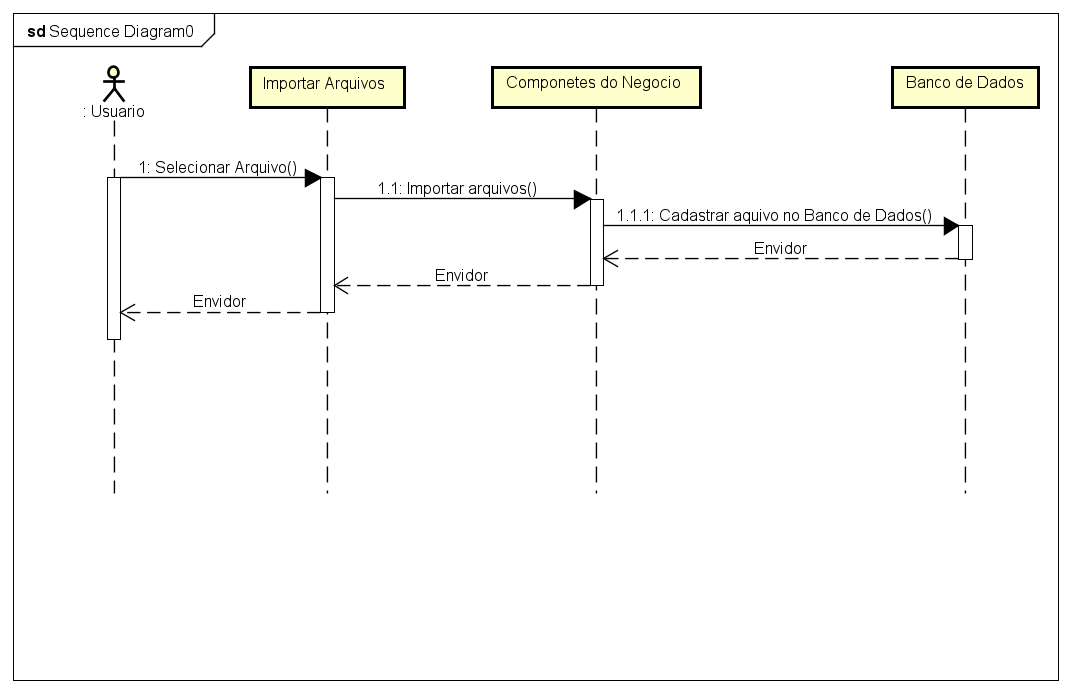 sd Sequence Diagram0
: Usuario
Importar Arquivos
Componetes do Negocio
Banco de Dados
1: Selecionar Arquivo()
1.1: Importar arquivos()
1.1.1: Cadastrar aquivo no Banco de Dados()
Envidor
Envidor
Envidor